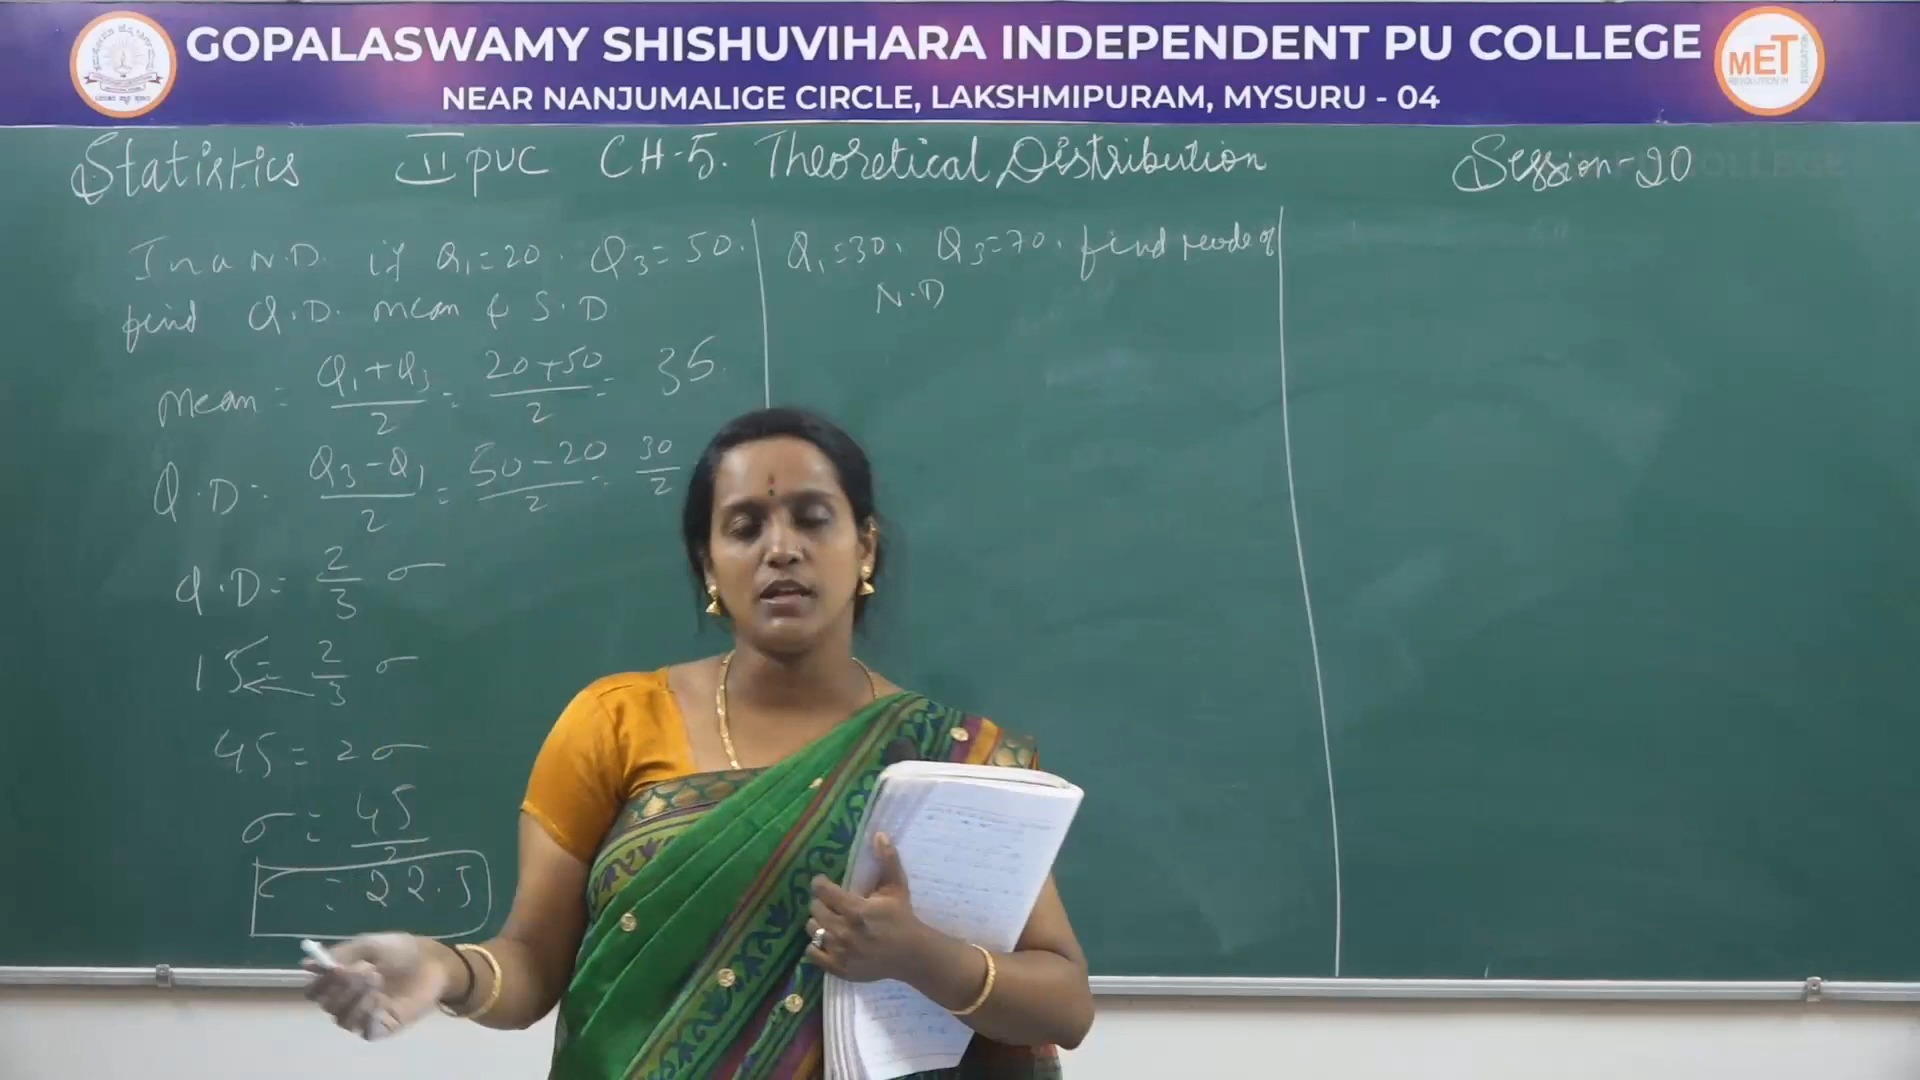 GOPALASWAMY SHISHUVIHARA INDEPENDENT PU COLLEGE
NEAR NANJUMALIGE CIRCLE, LAKSHMIPURAM, MYSURU - 04
MET
Statistics II PUC CH-5. Theoretical Distribution Session-20
In a N.D. if Q₁=20. Q₃=50.
find Q.D. mean & S.D
mean = Q₁+Q₃/2 = 20+50/2 = 35
Q.D = Q₃-Q₁/2 = 50-20/2 = 30/2
Q.D = 2/3 σ
15 = 2/3 σ
45 = 2σ
σ = 45/2
σ = 22.5
Q₁=30. Q₃=70. find mode of
N.D